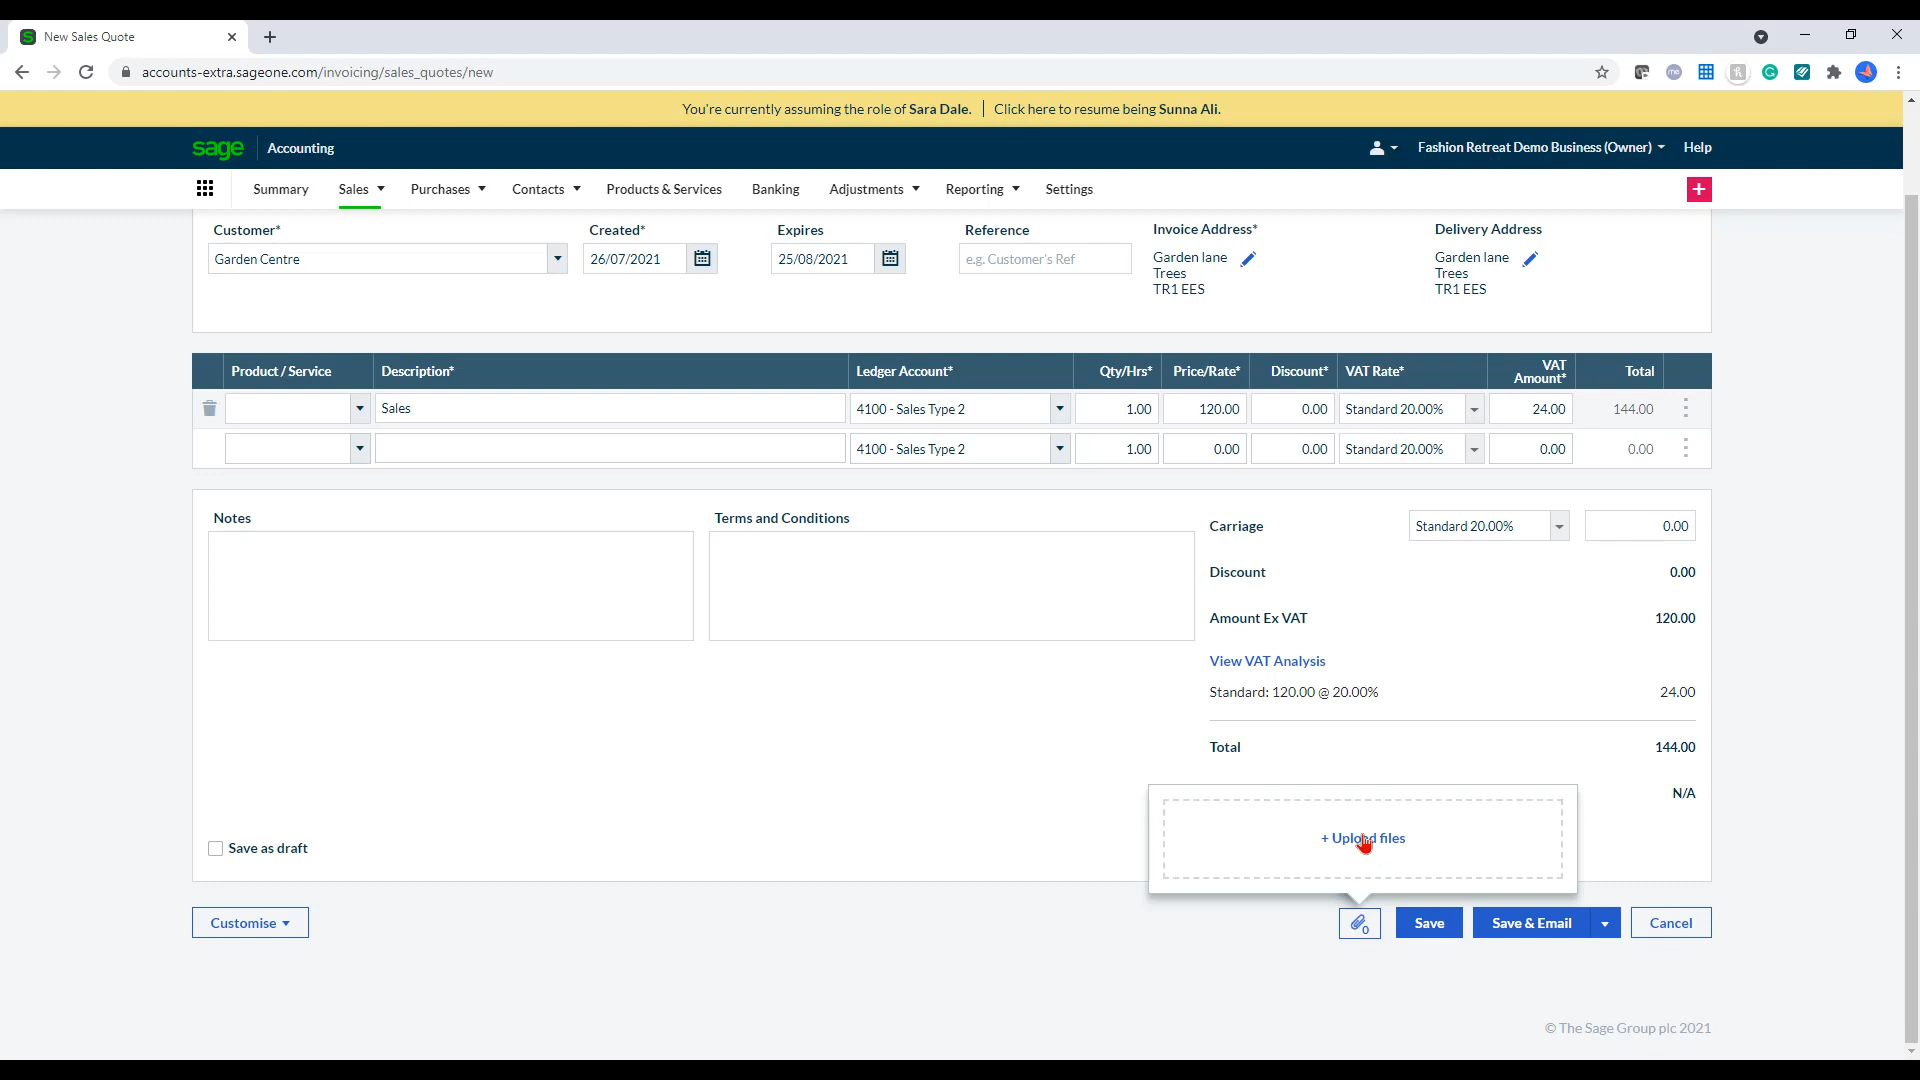 New Sales Quote
accounts-extra.sageone.com/invoicing/sales_quotes/new
You're currently assuming the role of Sara Dale. Click here to resume being Sunna Ali.
sage Accounting Fashion Retreat Demo Business (Owner) Help
Summary Sales Purchases Contacts Products & Services Banking Adjustments Reporting Settings +
Customer* Created* Expires Reference Invoice Address* Delivery Address
Garden Centre 26/07/2021 25/08/2021 e.g. Customer's Ref Garden lane Garden lane
Trees Trees
TR1 EES TR1 EES
Product / Service Description* Ledger Account* Qty/Hrs* Price/Rate* Discount* VAT Rate* VAT Amount* Total
Sales 4100 - Sales Type 2 1.00 120.00 0.00 Standard 20.00% 24.00 144.00
4100 - Sales Type 2 1.00 0.00 0.00 Standard 20.00% 0.00 0.00
Notes Terms and Conditions
Carriage Standard 20.00% 0.00
Discount 0.00
Amount Ex VAT 120.00
View VAT Analysis
Standard: 120.00 @ 20.00% 24.00
Total 144.00
N/A
+ Upload files
Save as draft
Customise 0 Save Save & Email Cancel
© The Sage Group plc 2021